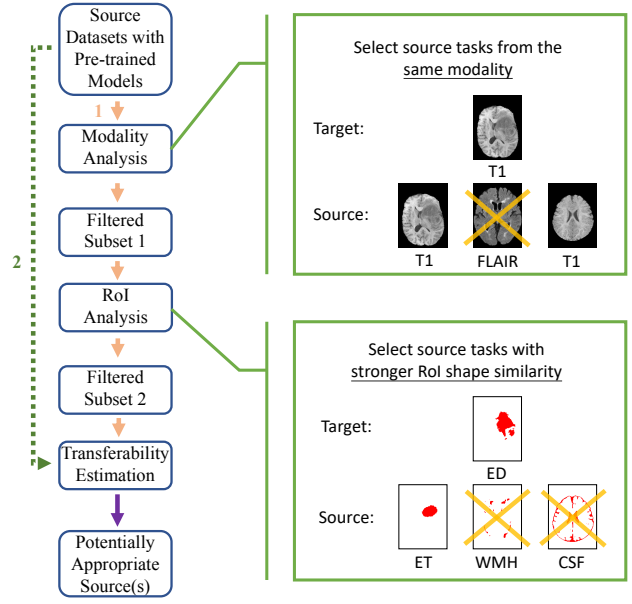 Source
Datasets with
Pre-trained
Models
1
Modality
Analysis
Filtered
Subset 1
2
RoI
Analysis
Filtered
Subset 2
Transferability
Estimation
Potentially
Appropriate
Source(s)
Select source tasks from the
same modality
Target:
T1
Source:
T1 FLAIR T1
Select source tasks with
stronger RoI shape similarity
Target:
ED
Source:
ET WMH CSF